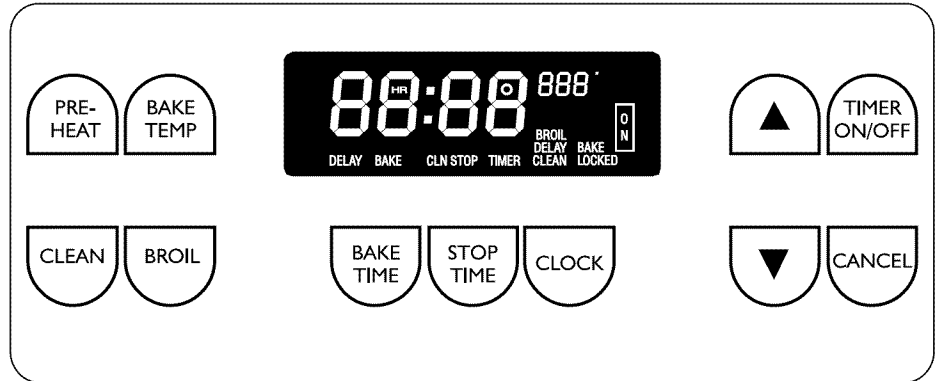 PRE-
HEAT
BAKE
TEMP
88:88
HR
888°
O
N
BROIL
DELAY
CLEAN
BAKE
LOCKED
DELAY BAKE CLN STOP TIMER
▲
TIMER
ON/OFF
CLEAN
BROIL
BAKE
TIME
STOP
TIME
CLOCK
▼
CANCEL